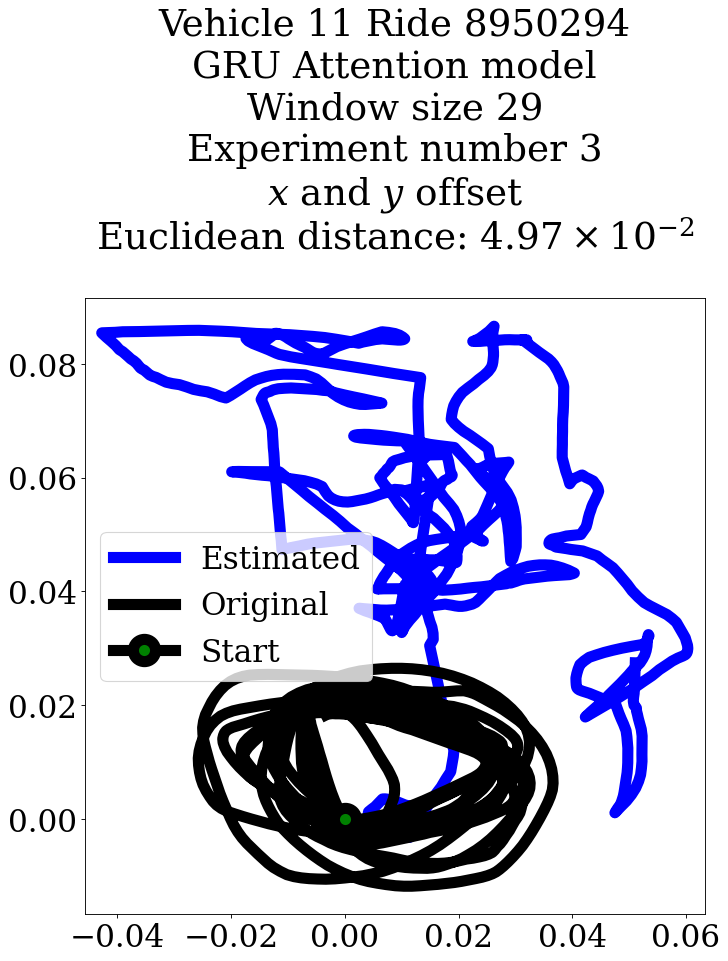 Vehicle 11 Ride 8950294
GRU Attention model
Window size 29
Experiment number 3
x and y offset
Euclidean distance: 4.97 × 10⁻²
0.08
0.06
0.04
0.02
0.00
Estimated
Original
Start
−0.04 −0.02 0.00 0.02 0.04 0.06